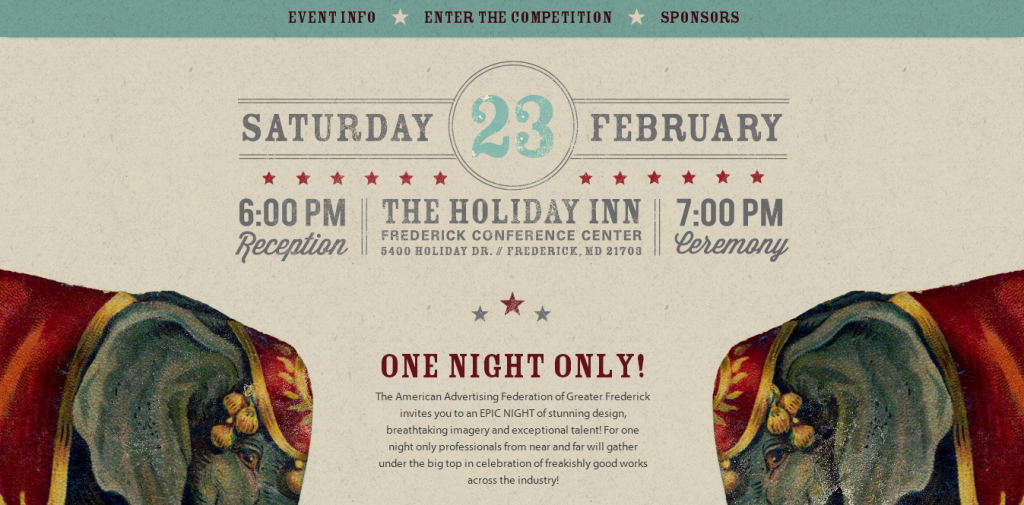 EVENT INFO ENTER THE COMPETITION SPONSORS
SATURDAY 23 FEBRUARY
6:00 PM
Reception
THE HOLIDAY INN
FREDERICK CONFERENCE CENTER
5400 HOLIDAY DR. // FREDERICK, MD 21703
7:00 PM
Ceremony
ONE NIGHT ONLY!
The American Advertising Federation of Greater Frederick
invites you to an EPIC NIGHT of stunning design,
breathtaking imagery and exceptional talent! For one
night only professionals from near and far will gather
under the big top in celebration of freakishly good works
across the industry!